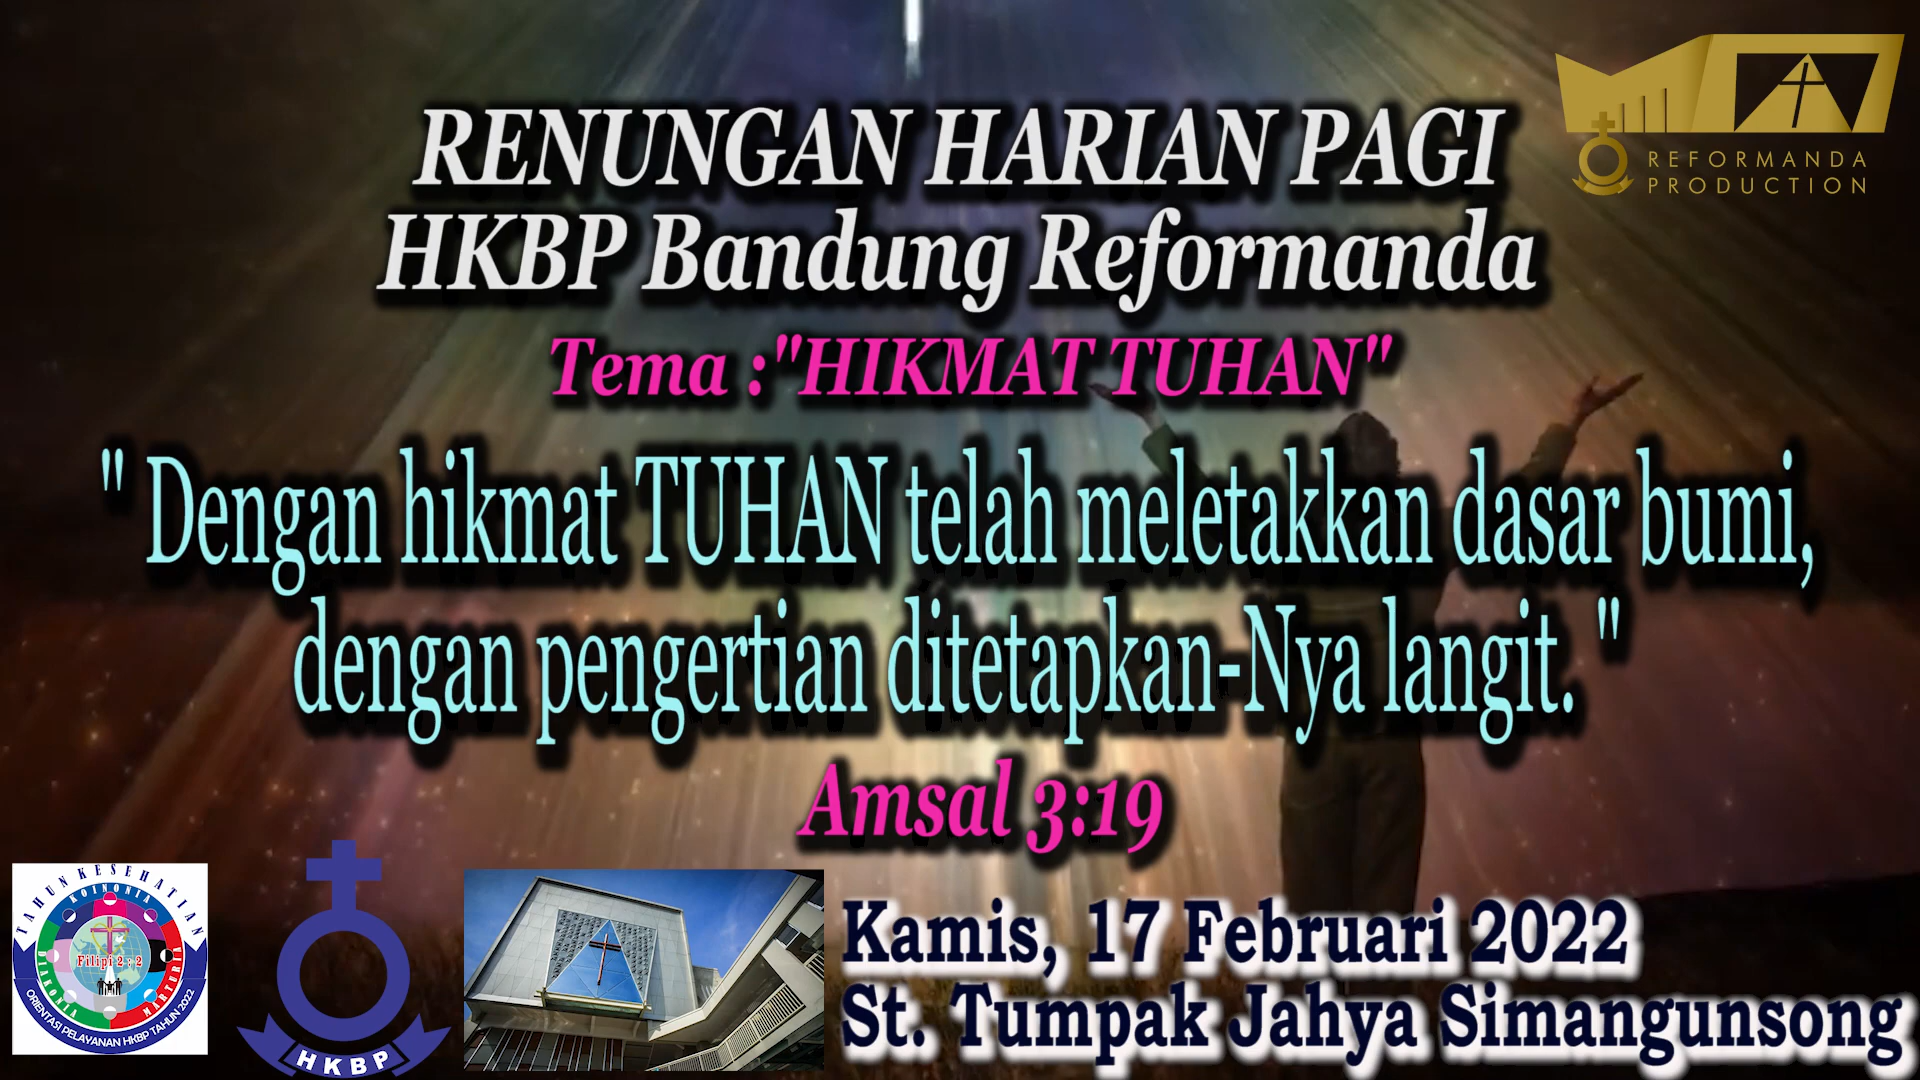 RENUNGAN HARIAN PAGI
HKBP Bandung Reformanda
REFORMANDA
PRODUCTION
Tema :"HIKMAT TUHAN"
" Dengan hikmat TUHAN telah meletakkan dasar bumi,
dengan pengertian ditetapkan-Nya langit. "
Amsal 3:19
TAHUN KESEHATIAN
KOINONIA
DIAKONIA
MARTURIA
Filipi 2 : 2
ORIENTASI PELAYANAN HKBP TAHUN 2022
HKBP
Kamis, 17 Februari 2022
St. Tumpak Jahya Simangunsong